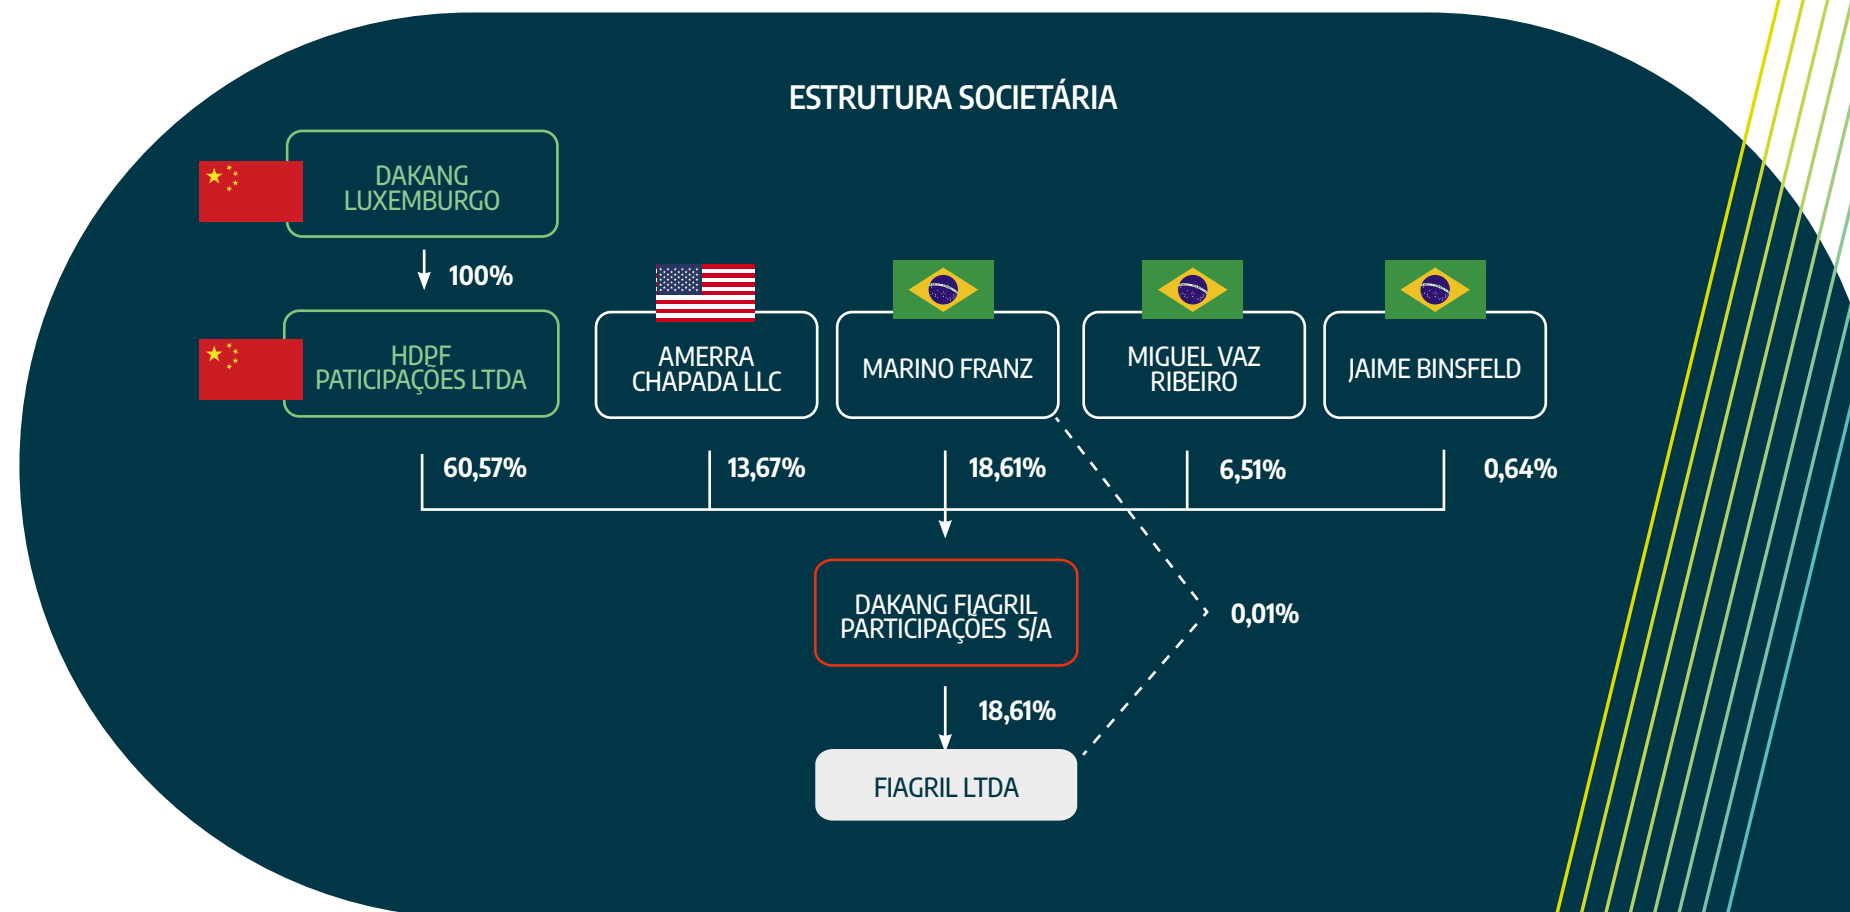 ESTRUTURA SOCIETÁRIA
DAKANG
LUXEMBURGO
100%
HDPF
PATICIPAÇÕES LTDA
AMERRA
CHAPADA LLC
MARINO FRANZ
MIGUEL VAZ
RIBEIRO
JAIME BINSFELD
60,57%
13,67%
18,61%
6,51%
0,64%
DAKANG FIAGRIL
PARTICIPAÇÕES S/A
0,01%
18,61%
FIAGRIL LTDA